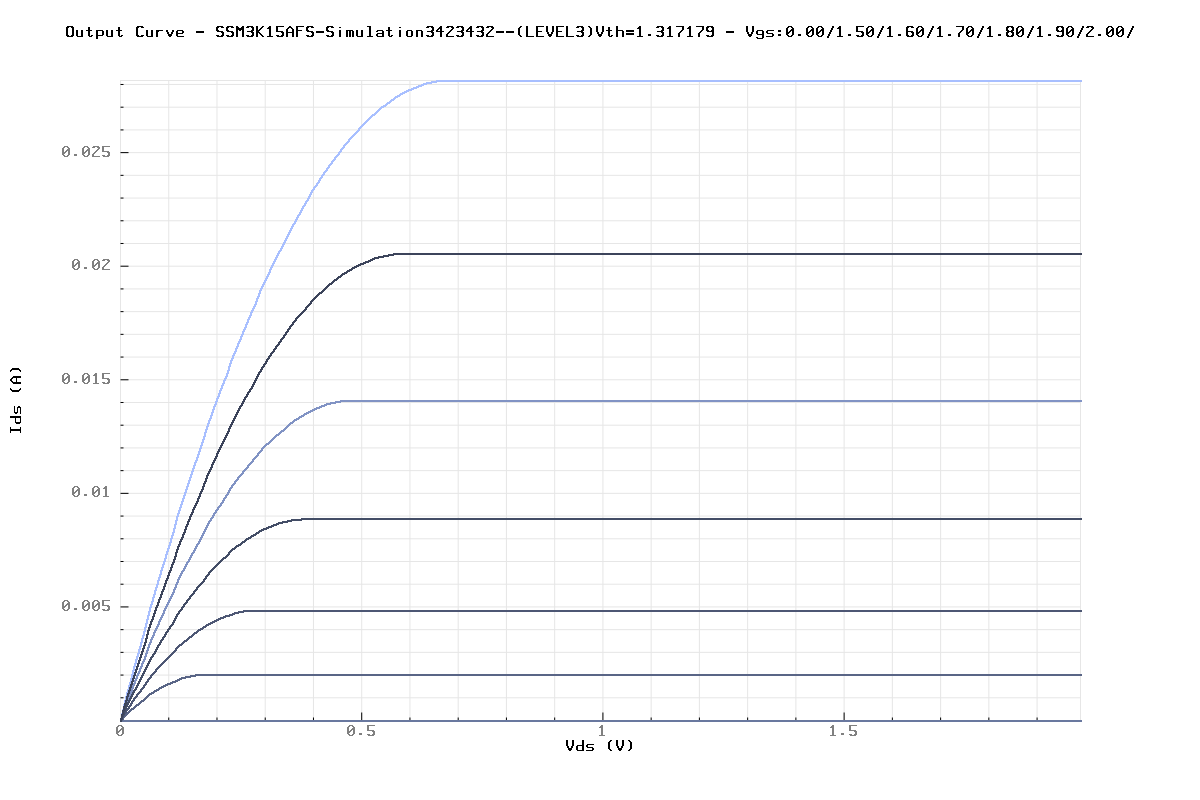 Output Curve - SSM3K15AFS-Simulation3423432--(LEVEL3)Vth=1.317179 - Vgs:0.00/1.50/1.60/1.70/1.80/1.90/2.00/
0.025
0.02
0.015
Ids (A)
0.01
0.005
0 0.5 1 1.5
Vds (V)